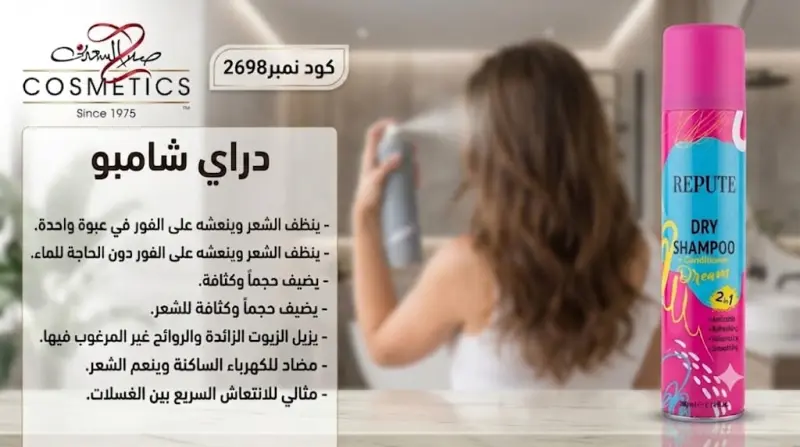 COSMETICS
Since 1975
كود نمبر2698
دراي شامبو
- ينظف الشعر وينعشه على الفور في عبوة واحدة.
- ينظف الشعر وينعشه على الفور دون الحاجة للماء.
- يضيف حجماً وكثافة.
- يضيف حجماً وكثافة للشعر.
- يزيل الزيوت الزائدة والروائح غير المرغوب فيها.
- مضاد للكهرباء الساكنة وينعم الشعر.
- مثالي للانتعاش السريع بين الغسلات.
REPUTE
DRY
SHAMPOO
+ Conditioner
Dream
2in1